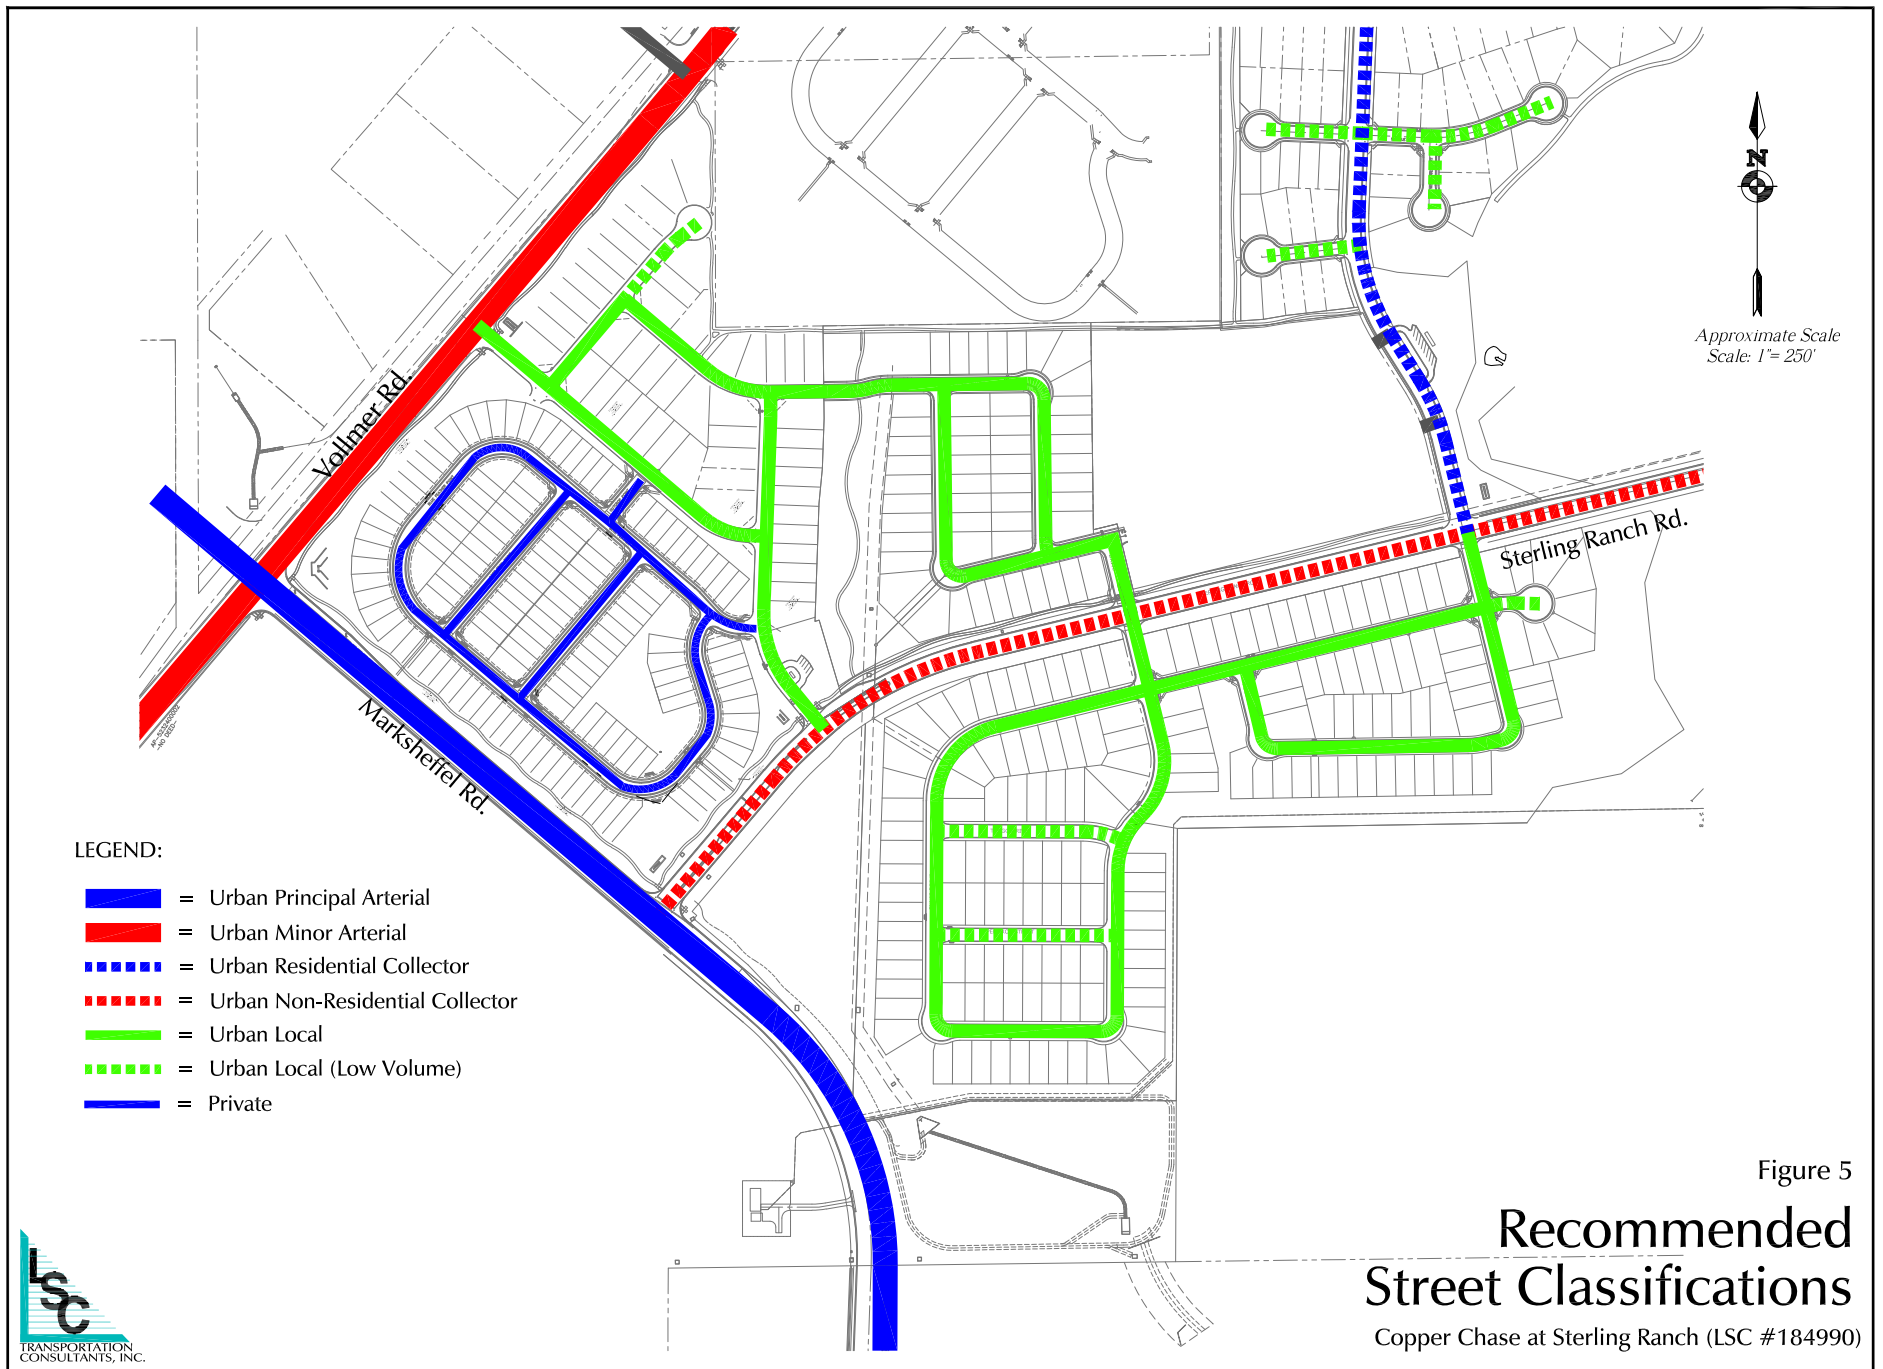 Vollmer Rd.
N
Approximate Scale
Scale: 1"= 250'
Sterling Ranch Rd.
Marksheffel Rd.
LEGEND:
= Urban Principal Arterial
= Urban Minor Arterial
= Urban Residential Collector
= Urban Non-Residential Collector
= Urban Local
= Urban Local (Low Volume)
= Private
Figure 5
Recommended
Street Classifications
Copper Chase at Sterling Ranch (LSC #184990)
LSC
TRANSPORTATION
CONSULTANTS, INC.